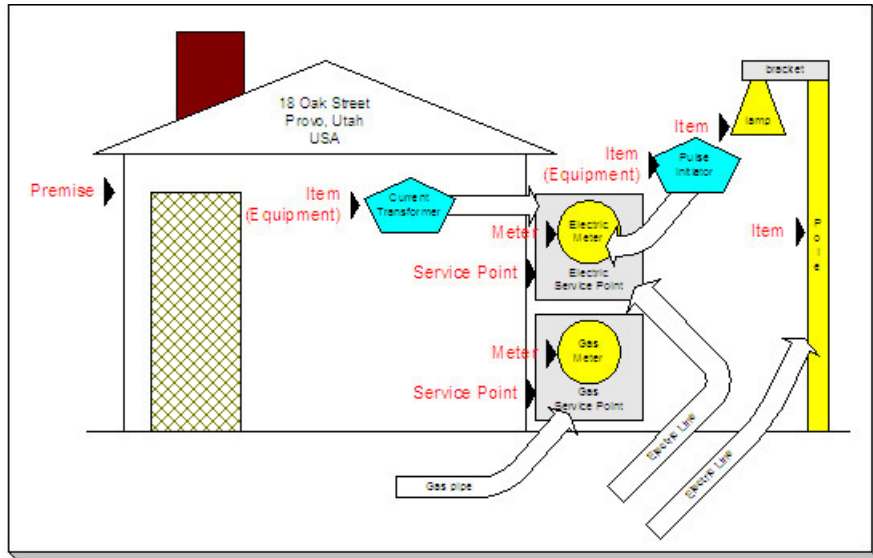 bracket
18 Oak Street
Provo, Utah
USA
lamp
Item
Item
(Equipment)
Pulse
Initiator
Premise
Item
(Equipment)
Current
Transformer
Meter
Electric
Meter
Item
Pole
Service Point
Electric
Service Point
Meter
Gas
Meter
Service Point
Gas
Service Point
Electric Line
Electric Line
Gas pipe